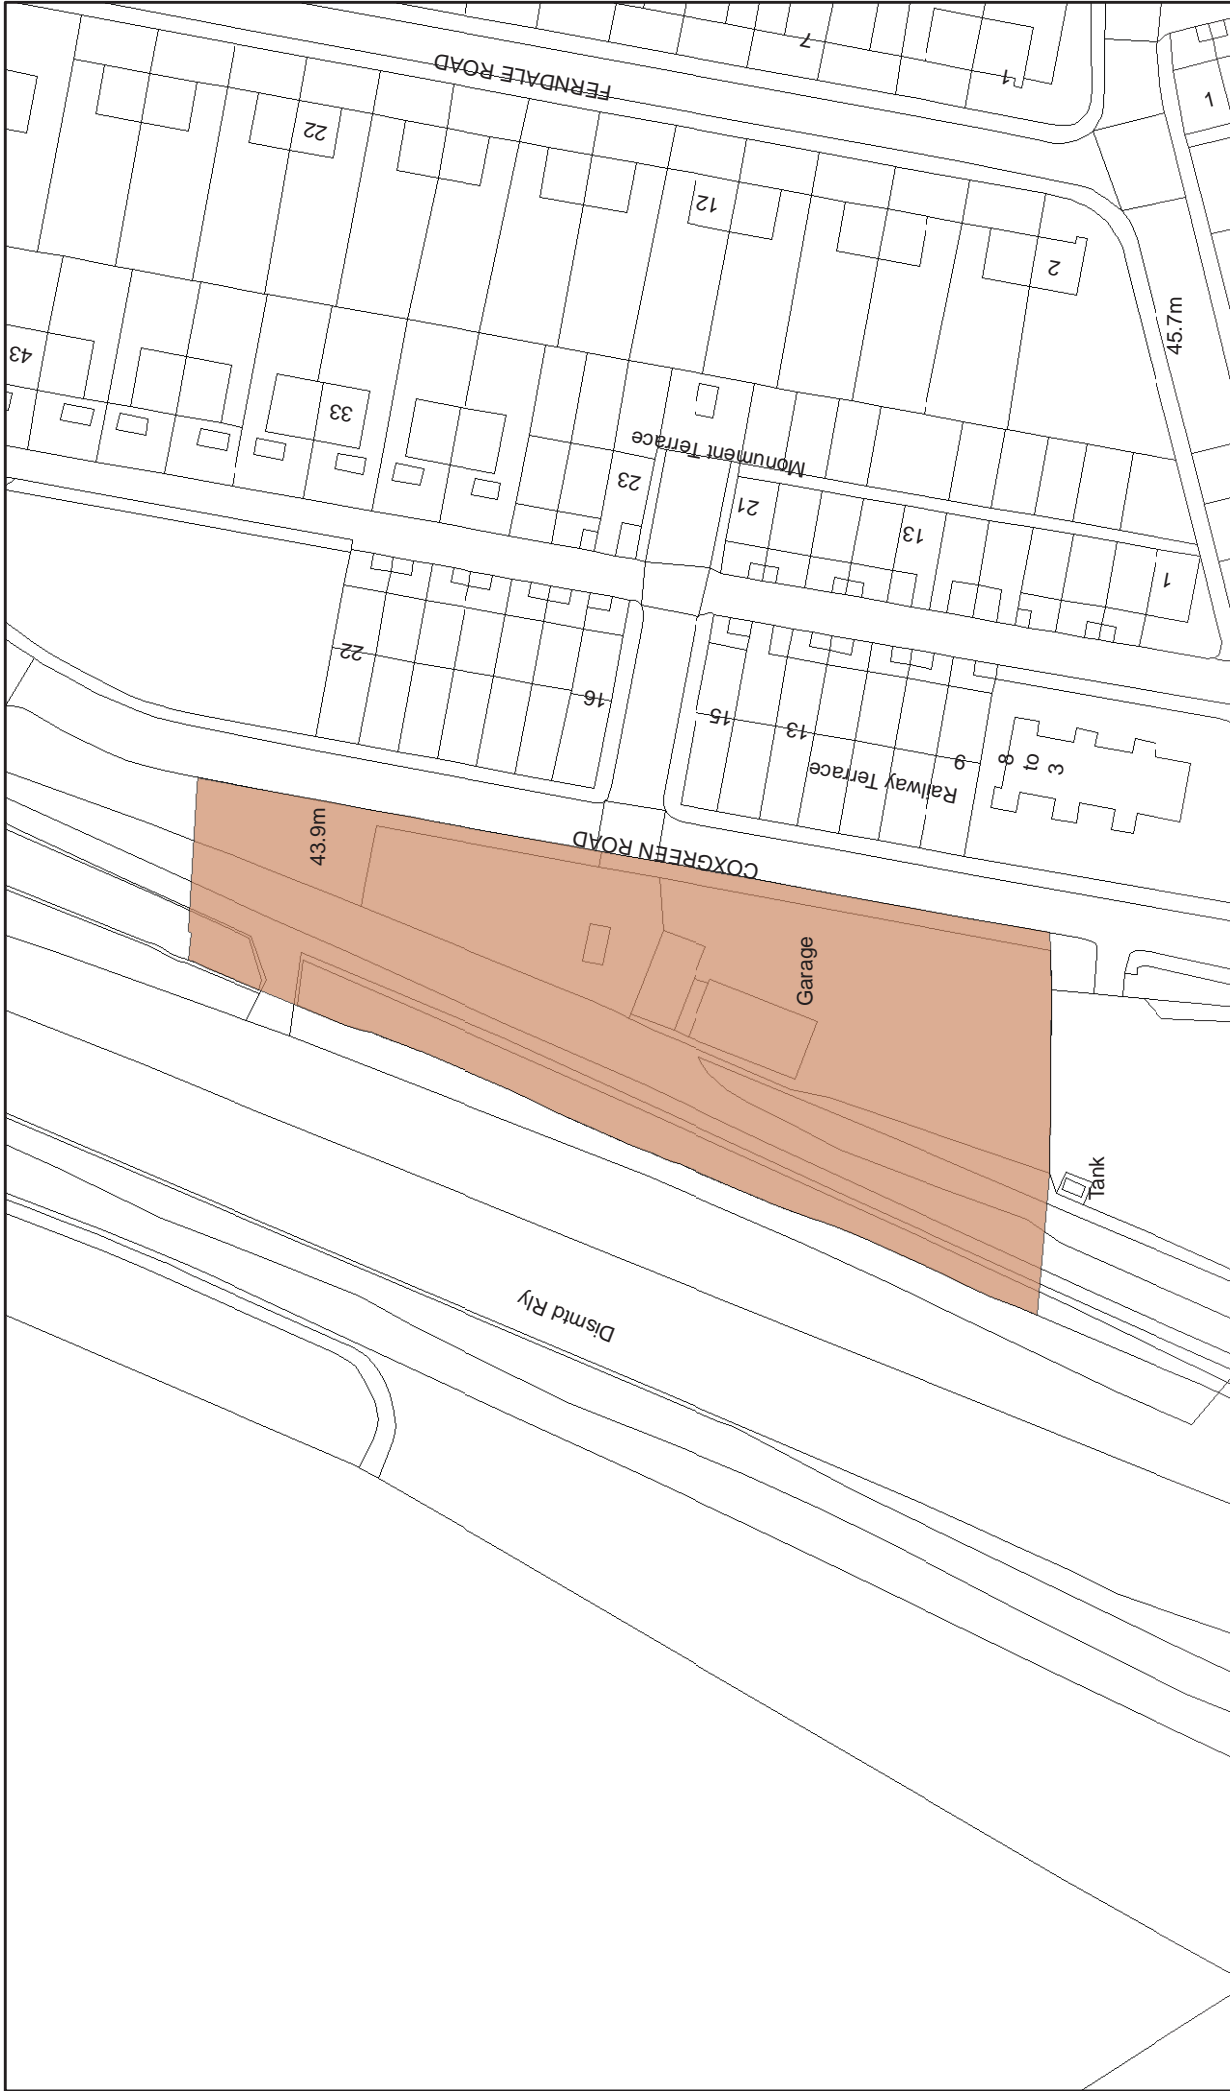 FERNDALE ROAD
7
1
1
22
12
2
45.7m
43
33
Monument Terrace
23
21
13
1
22
16
15
13
9
8
to
3
Railway Terrace
43.9m
COXGREEN ROAD
Garage
Tank
Dismtd Rly